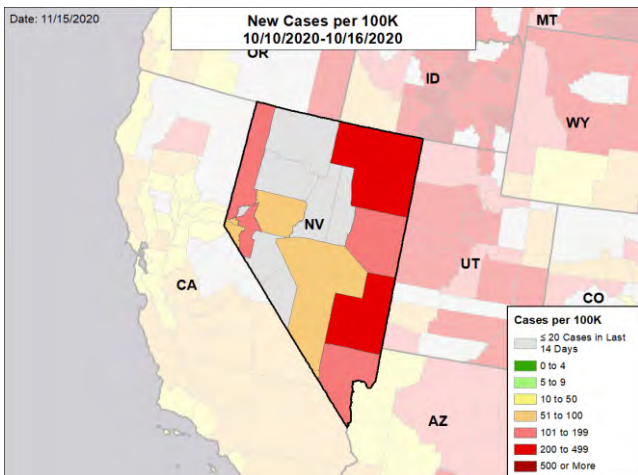 Date: 11/15/2020
New Cases per 100K
10/10/2020-10/16/2020
MT
OR
ID
WY
NV
UT
CA
CO
AZ
Cases per 100K
≤ 20 Cases in Last
14 Days
0 to 4
5 to 9
10 to 50
51 to 100
101 to 199
200 to 499
500 or More